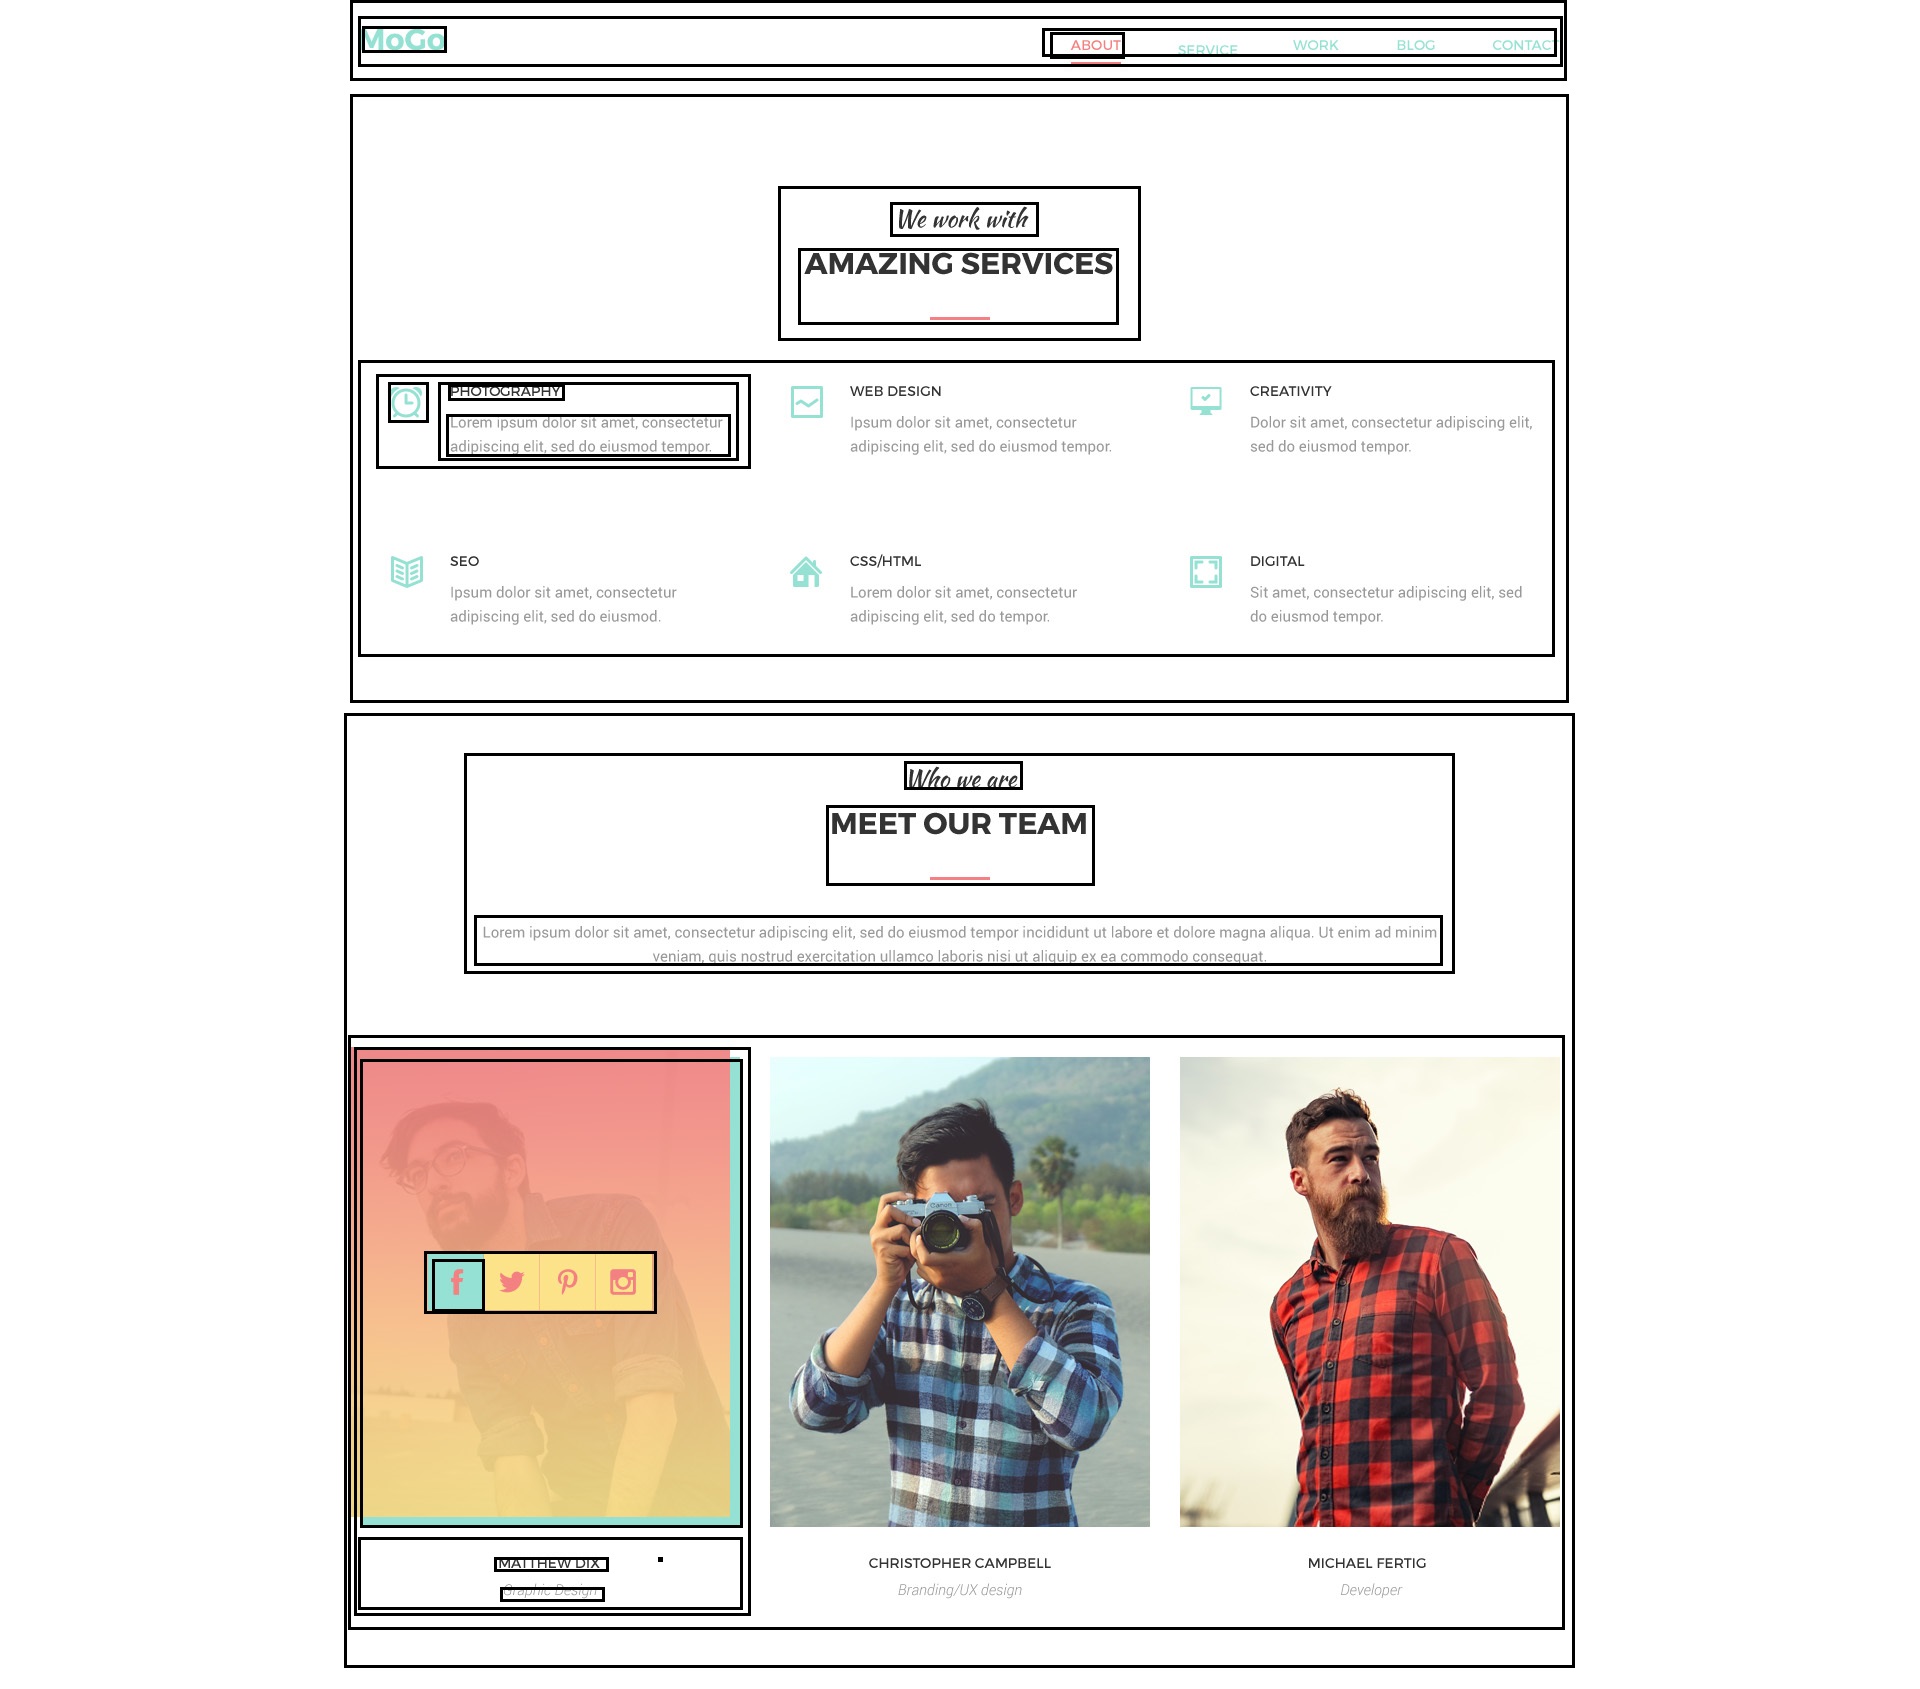 MoGo
ABOUT SERVICE WORK BLOG CONTACT
We work with
AMAZING SERVICES
PHOTOGRAPHY
Lorem ipsum dolor sit amet, consectetur
adipiscing elit, sed do eiusmod tempor.
WEB DESIGN
Ipsum dolor sit amet, consectetur
adipiscing elit, sed do eiusmod tempor.
CREATIVITY
Dolor sit amet, consectetur adipiscing elit,
sed do eiusmod tempor.
SEO
Ipsum dolor sit amet, consectetur
adipiscing elit, sed do eiusmod.
CSS/HTML
Lorem dolor sit amet, consectetur
adipiscing elit, sed do tempor.
DIGITAL
Sit amet, consectetur adipiscing elit, sed
do eiusmod tempor.
Who we are
MEET OUR TEAM
Lorem ipsum dolor sit amet, consectetur adipiscing elit, sed do eiusmod tempor incididunt ut labore et dolore magna aliqua. Ut enim ad minim
veniam, quis nostrud exercitation ullamco laboris nisi ut aliquip ex ea commodo consequat.
Canon
MATTHEW DIX
Graphic Design
CHRISTOPHER CAMPBELL
Branding/UX design
MICHAEL FERTIG
Developer